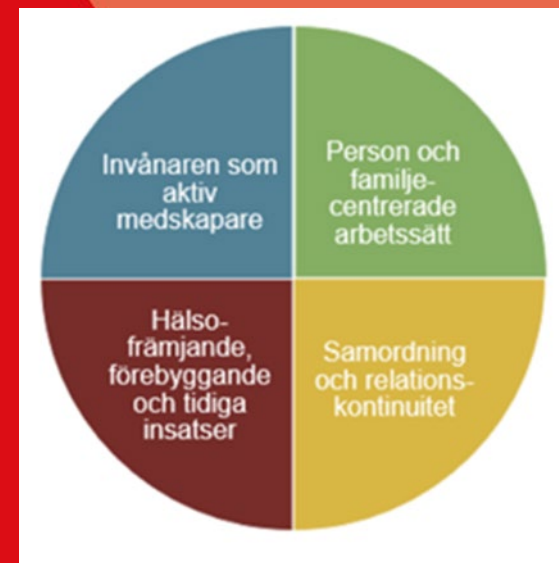 Invånaren som
aktiv
medskapare
Person och
familje-
centrerade
arbetssätt
Hälso-
främjande,
förebyggande
och tidiga
insatser
Samordning
och relations-
kontinuitet